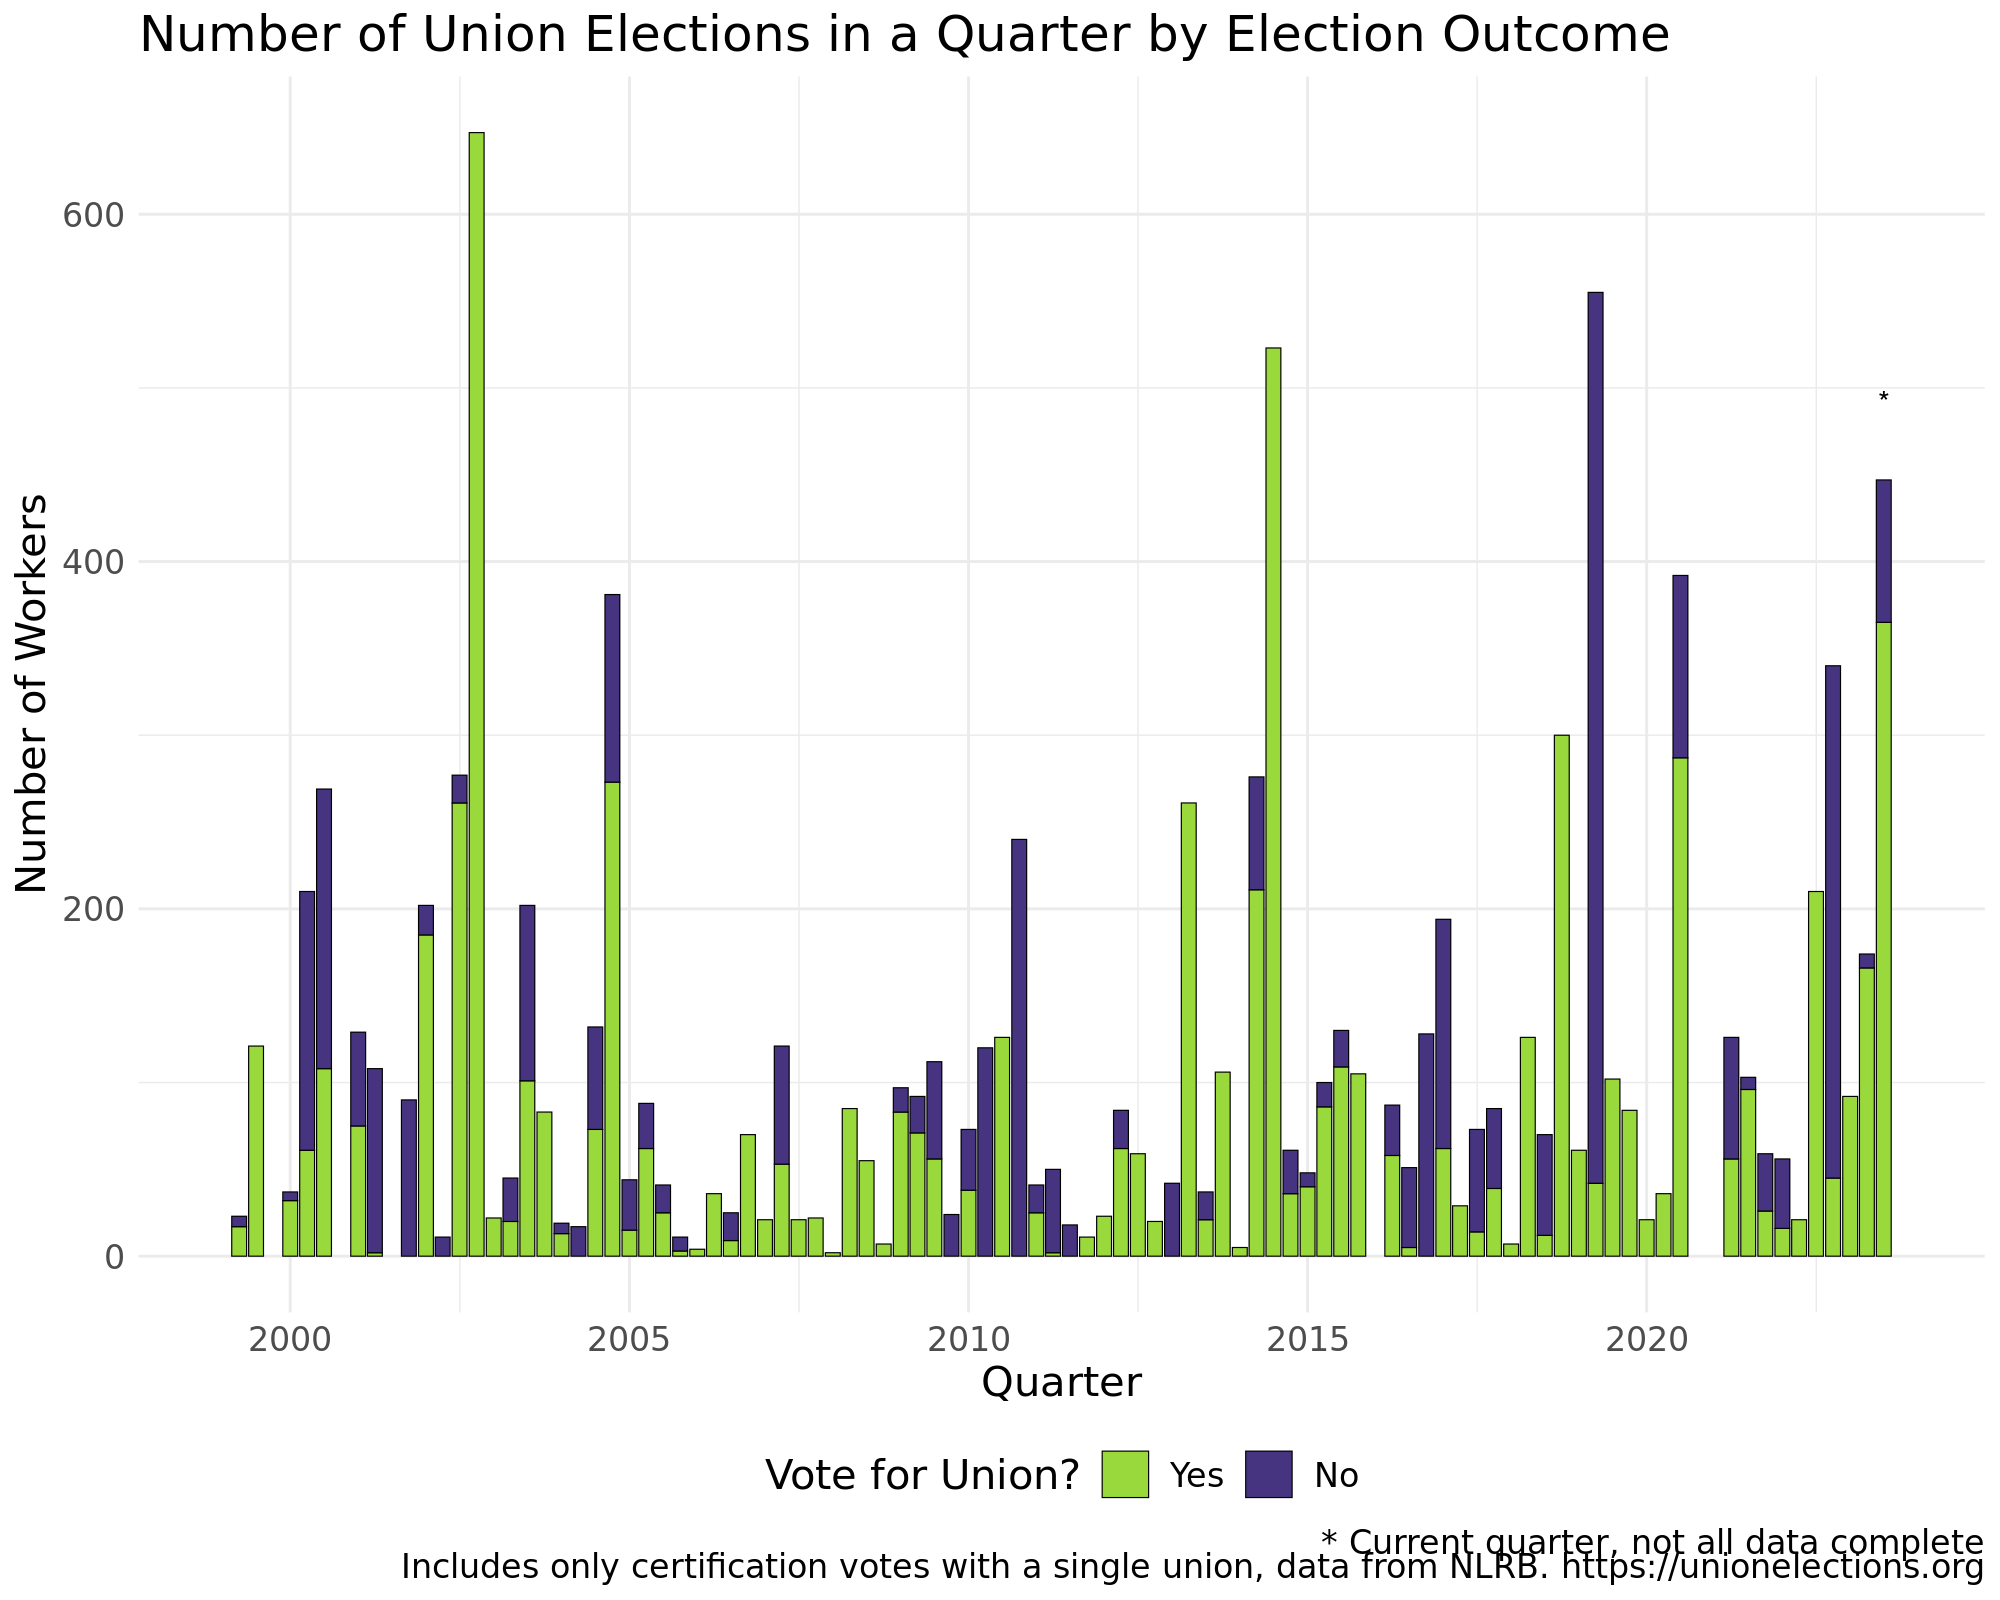 Number of Union Elections in a Quarter by Election Outcome
Number of Workers
600
400
200
0
*
2000 2005 2010 2015 2020
Quarter
Vote for Union? Yes No
* Current quarter, not all data complete
Includes only certification votes with a single union, data from NLRB. https://unionelections.org